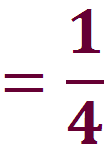 = 1/4